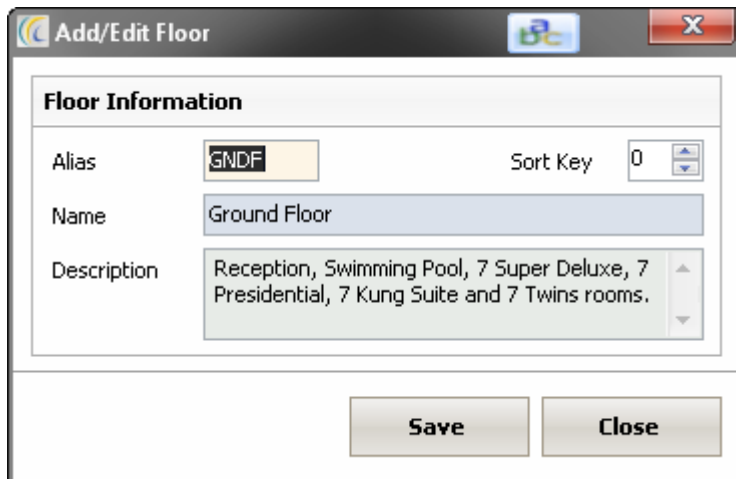 Add/Edit Floor
abc
Floor Information
Alias GNDF Sort Key 0
Name Ground Floor
Description Reception, Swimming Pool, 7 Super Deluxe, 7
Presidential, 7 Kung Suite and 7 Twins rooms.
Save Close